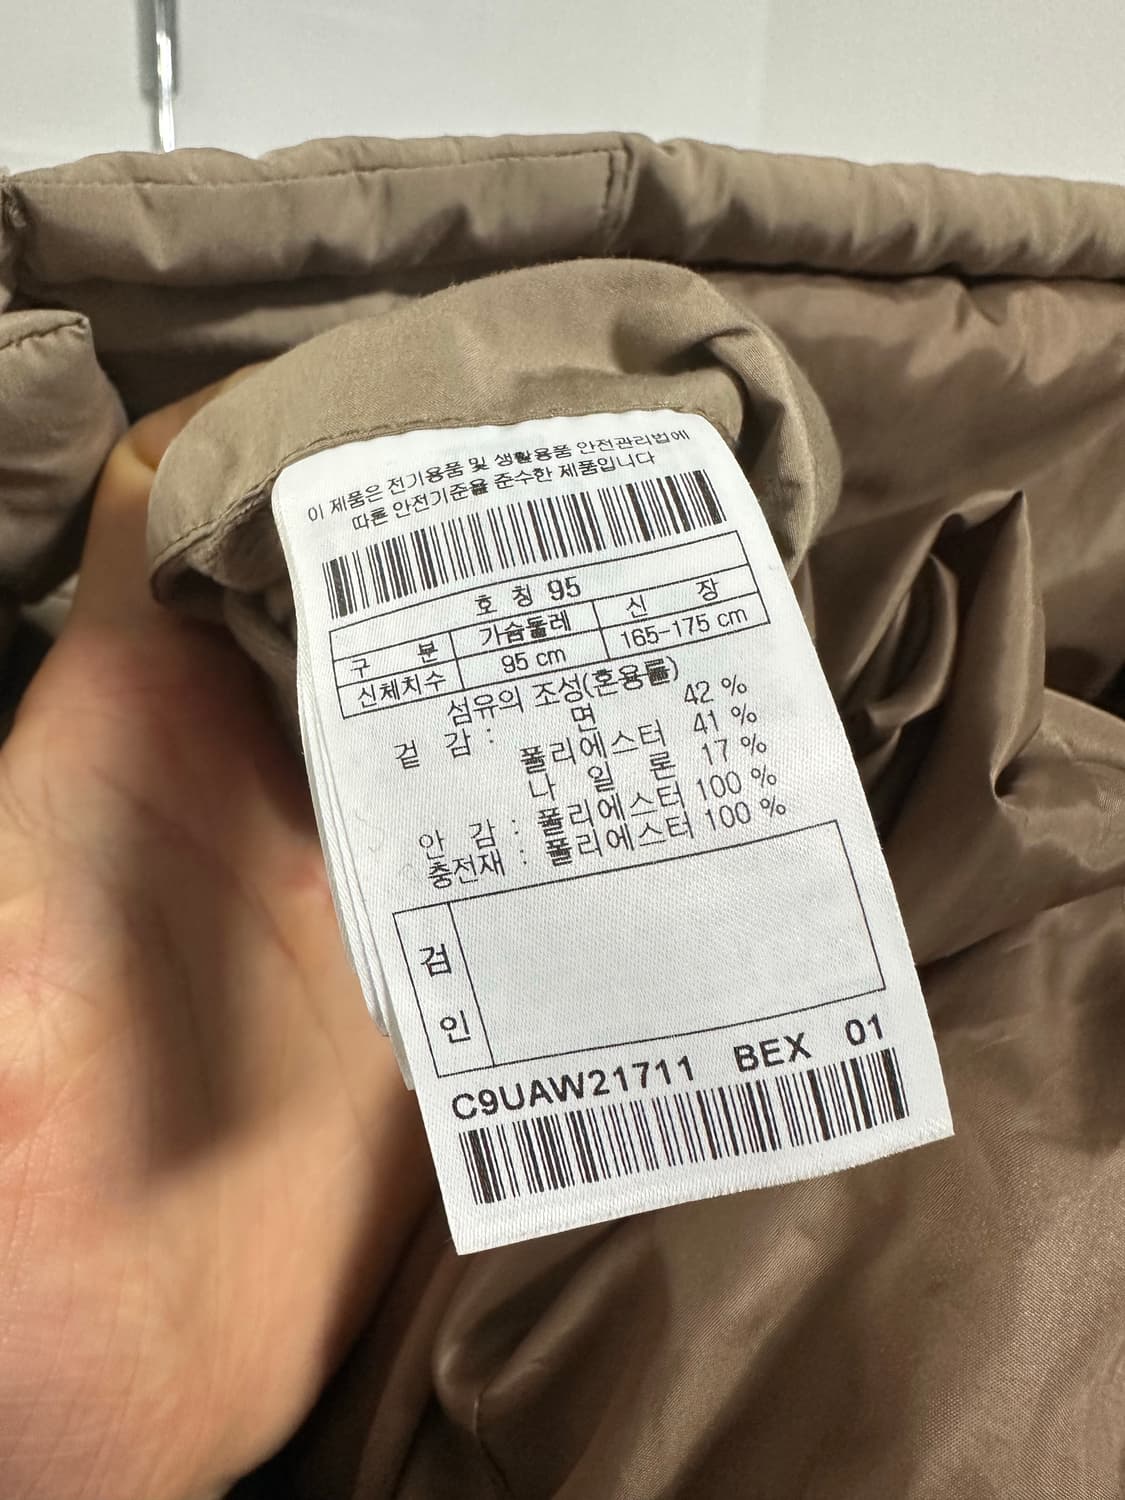 이 제품은 전기용품 및 생활용품 안전관리법에
따른 안전기준을 준수한 제품입니다
호 칭 95
구 분 가슴둘레 신 장
신체치수 95 cm 165-175 cm
섬유의 조성(혼용률)
겉 감 : 면 42 %
폴리에스터 41 %
나 일 론 17 %
안 감 : 폴리에스터 100 %
충전재 : 폴리에스터 100 %
검
인
C9UAW21711 BEX 01